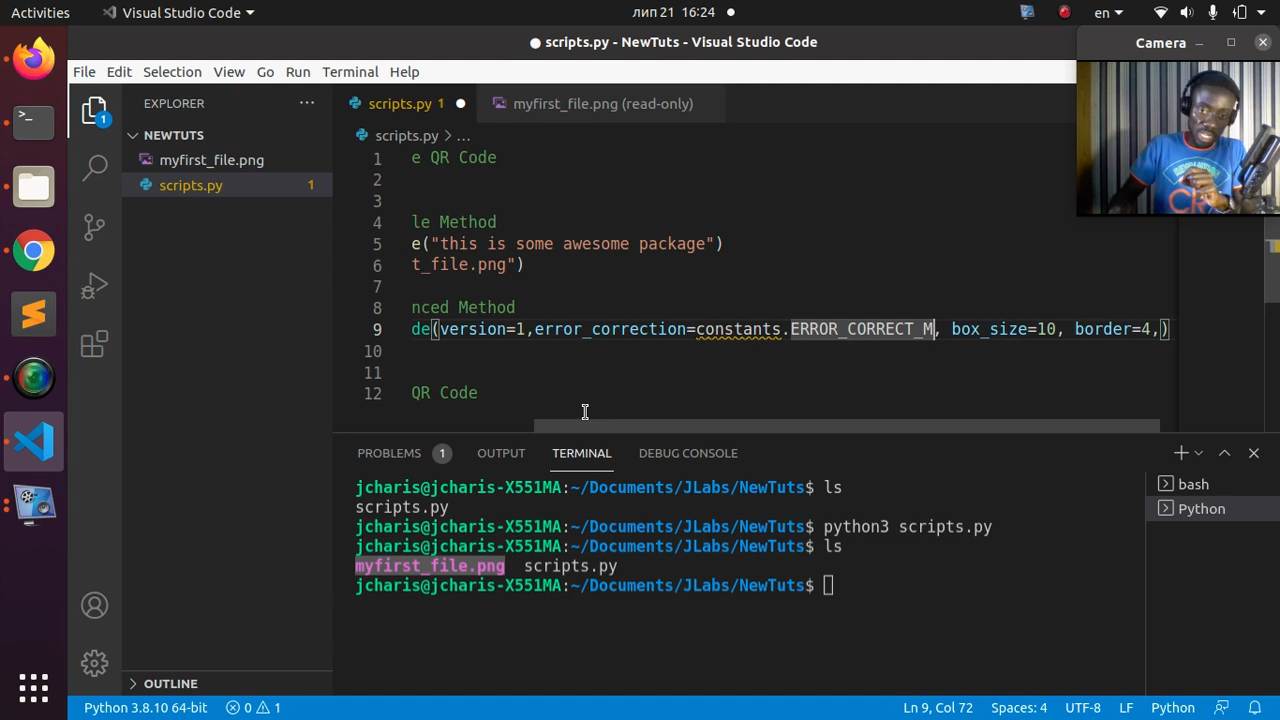 Activities Visual Studio Code лип 21 16:24 en
scripts.py - NewTuts - Visual Studio Code
Camera
File Edit Selection View Go Run Terminal Help
EXPLORER
scripts.py 1
myfirst_file.png (read-only)
NEWTUTS
scripts.py > ...
myfirst_file.png
scripts.py 1
1 e QR Code
2
3
4 le Method
5 e("this is some awesome package")
6 t_file.png")
7
8 nced Method
9 de(version=1,error_correction=constants.ERROR_CORRECT_M, box_size=10, border=4,)
10
11
12 QR Code
1
PROBLEMS 1 OUTPUT TERMINAL DEBUG CONSOLE
jcharis@jcharis-X551MA:~/Documents/JLabs/NewTuts$ ls
scripts.py
jcharis@jcharis-X551MA:~/Documents/JLabs/NewTuts$ python3 scripts.py
jcharis@jcharis-X551MA:~/Documents/JLabs/NewTuts$ ls
myfirst_file.png scripts.py
jcharis@jcharis-X551MA:~/Documents/JLabs/NewTuts$
bash
Python
OUTLINE
Python 3.8.10 64-bit 0 1 Ln 9, Col 72 Spaces: 4 UTF-8 LF Python